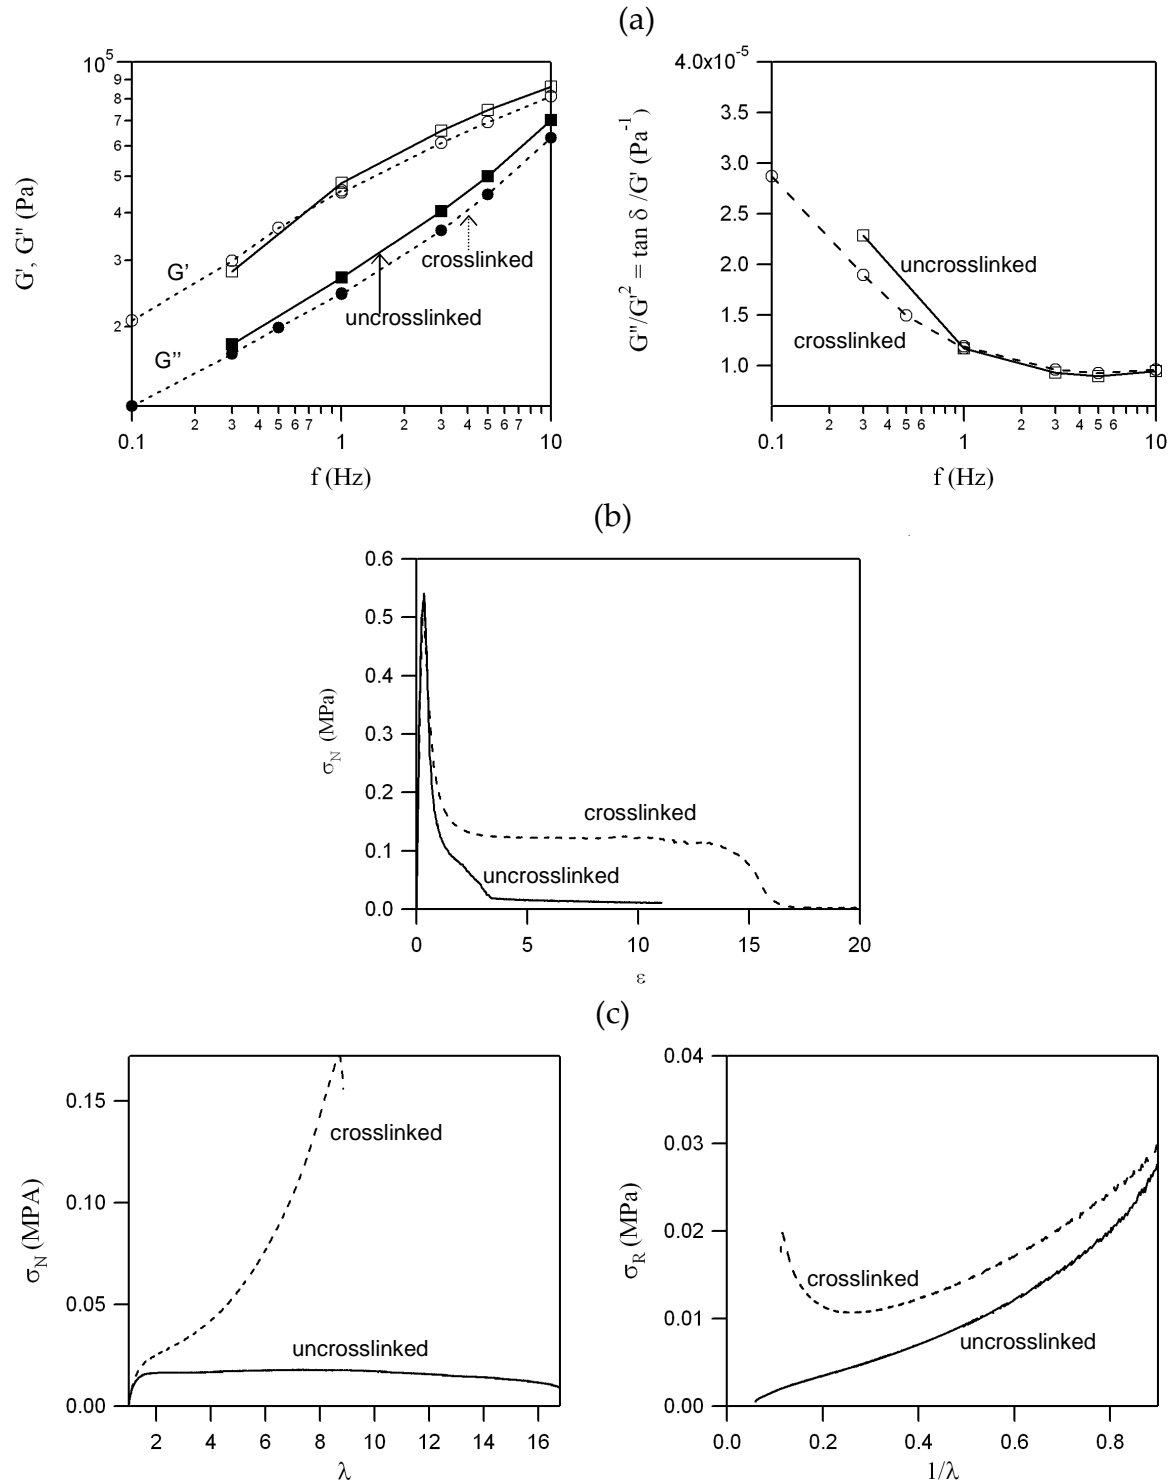 (a)
10⁵
9
8
7
6
5
4
3
2
G', G'' (Pa)
G'
G''
crosslinked
uncrosslinked
0.1 2 3 4 5 6 7 1 2 3 4 5 6 7 10
f (Hz)
4.0x10⁻⁵
3.0
2.5
2.0
1.5
1.0
G''/G'² = tan δ /G' (Pa⁻¹)
uncrosslinked
crosslinked
0.1 2 3 4 5 6 1 2 3 4 5 6 10
f (Hz)
(b)
0.6
0.5
0.4
0.3
0.2
0.1
0.0
σN (MPa)
crosslinked
uncrosslinked
0 5 10 15 20
ε
(c)
0.15
0.10
0.05
0.00
σN (MPA)
crosslinked
uncrosslinked
2 4 6 8 10 12 14 16
λ
0.04
0.03
0.02
0.01
0.00
σR (MPa)
crosslinked
uncrosslinked
0.0 0.2 0.4 0.6 0.8
1/λ